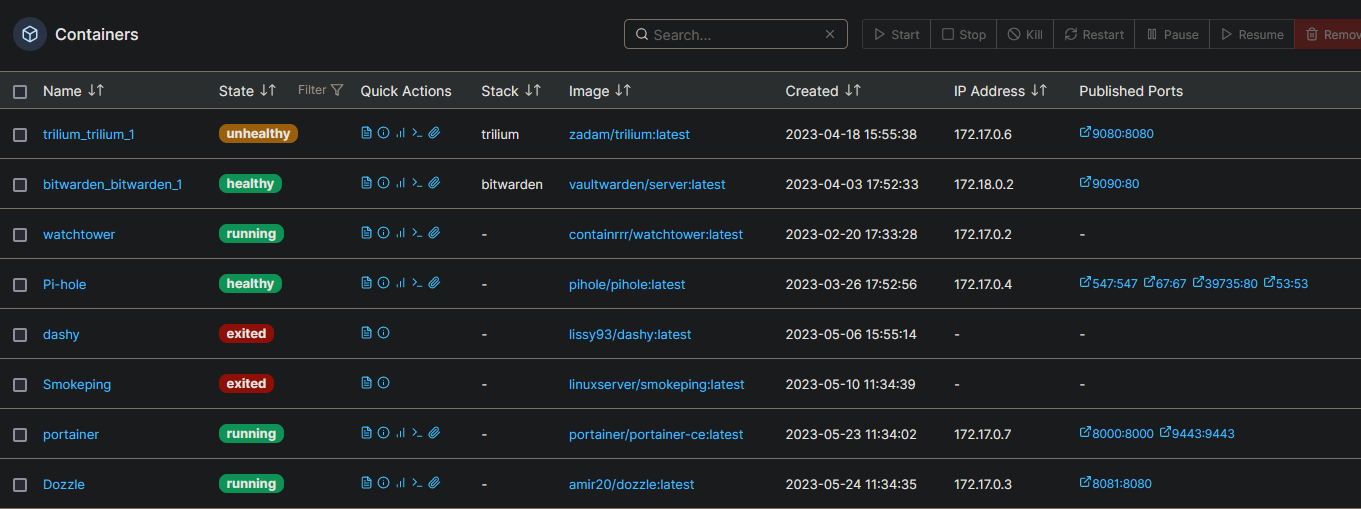 Containers Search... Start Stop Kill Restart Pause Resume Remov
Name State Filter Quick Actions Stack Image Created IP Address Published Ports
trilium_trilium_1 unhealthy trilium zadam/trilium:latest 2023-04-18 15:55:38 172.17.0.6 9080:8080
bitwarden_bitwarden_1 healthy bitwarden vaultwarden/server:latest 2023-04-03 17:52:33 172.18.0.2 9090:80
watchtower running - containrrr/watchtower:latest 2023-02-20 17:33:28 172.17.0.2 -
Pi-hole healthy - pihole/pihole:latest 2023-03-26 17:52:56 172.17.0.4 547:547 67:67 39735:80 53:53
dashy exited - lissy93/dashy:latest 2023-05-06 15:55:14 - -
Smokeping exited - linuxserver/smokeping:latest 2023-05-10 11:34:39 - -
portainer running - portainer/portainer-ce:latest 2023-05-23 11:34:02 172.17.0.7 8000:8000 9443:9443
Dozzle running - amir20/dozzle:latest 2023-05-24 11:34:35 172.17.0.3 8081:8080